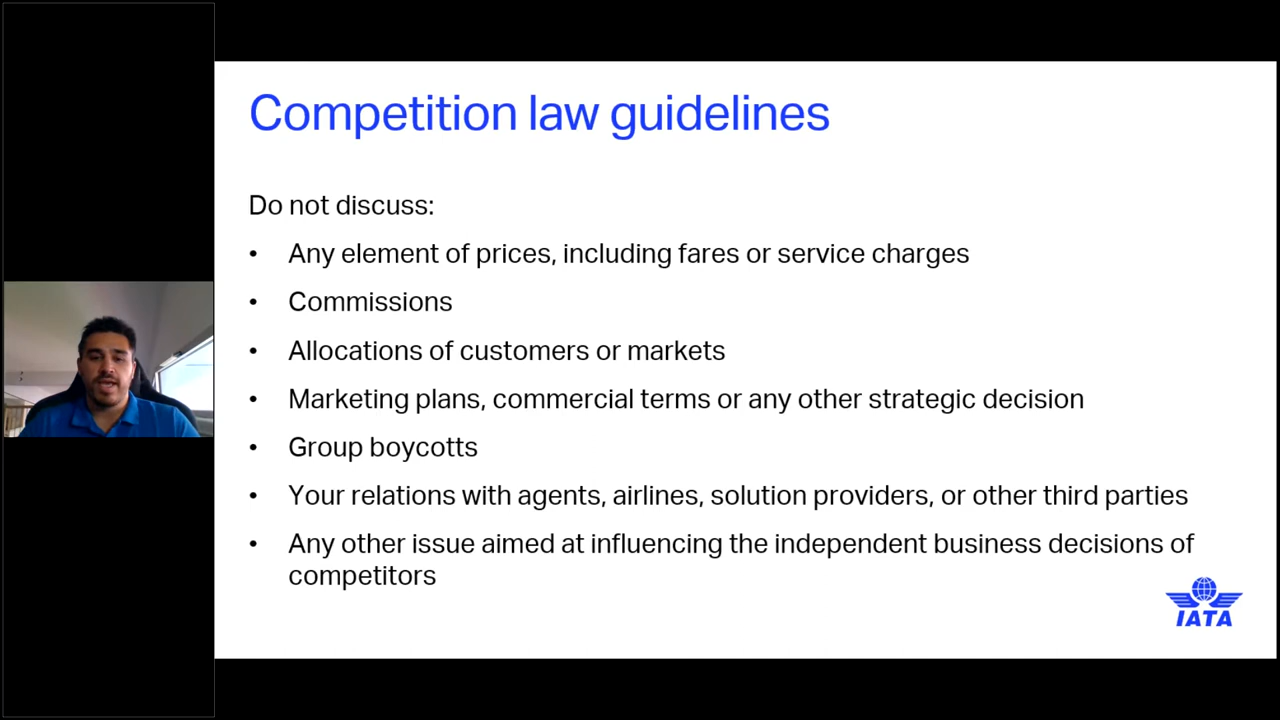 Competition law guidelines
Do not discuss:
• Any element of prices, including fares or service charges
• Commissions
• Allocations of customers or markets
• Marketing plans, commercial terms or any other strategic decision
• Group boycotts
• Your relations with agents, airlines, solution providers, or other third parties
• Any other issue aimed at influencing the independent business decisions of
competitors
IATA